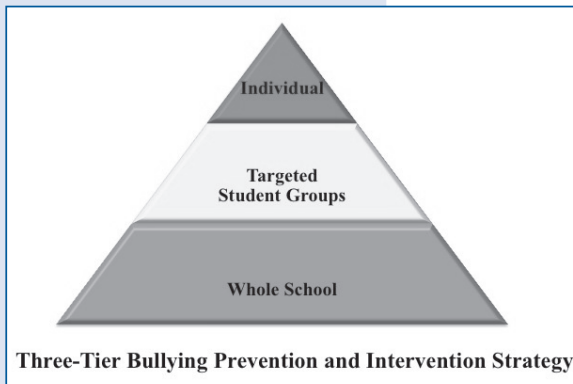 Individual
Targeted
Student Groups
Whole School
Three-Tier Bullying Prevention and Intervention Strategy